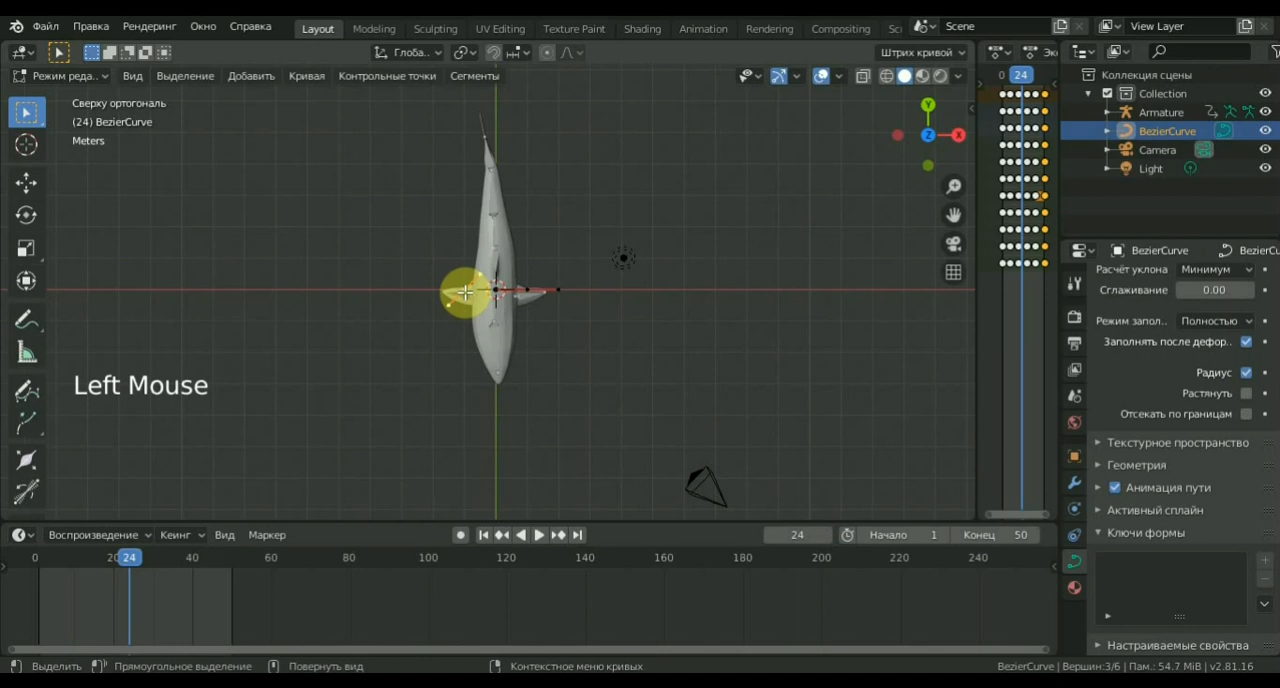 Файл Правка Рендеринг Окно Справка Layout Modeling Sculpting UV Editing Texture Paint Shading Animation Rendering Compositing Sc Scene View Layer
Глоба.. Штрих кривой Экс
Режим реда.. Вид Выделение Добавить Кривая Контрольные точки Сегменты 0 24 Коллекция сцены
Collection
Сверху ортогональ
(24) BezierCurve
Meters
Armature
BezierCurve
Camera
Light
Y
Z
X
BezierCurve BezierCu
Расчёт уклона Минимум
Сглаживание 0.00
Режим запол.. Полностью
Заполнять после дефор..
Радиус
Растянуть
Отсекать по границам
Текстурное пространство
Геометрия
Анимация пути
Активный сплайн
Ключи формы
Настраиваемые свойства
Left Mouse
Воспроизведение Кеинг Вид Маркер 24 Начало 1 Конец 50
0 20 24 40 60 80 100 120 140 160 180 200 220 240
Выделить Прямоугольное выделение Повернуть вид Контекстное меню кривых BezierCurve | Вершин:3/6 | Пам.: 54.7 MiB | v2.81.16